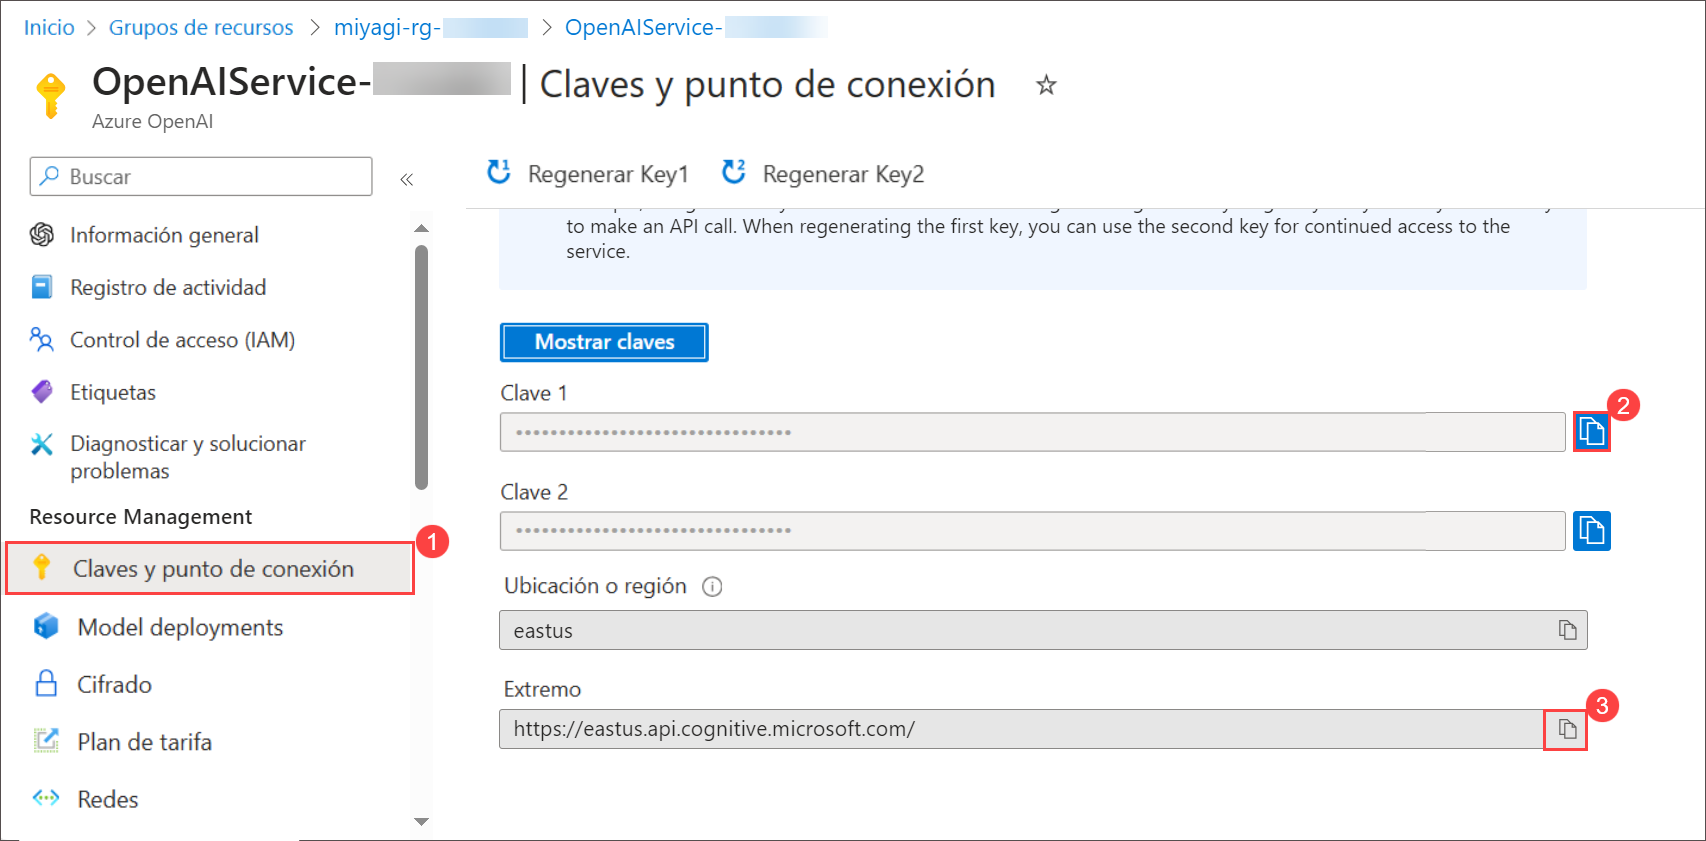 Inicio > Grupos de recursos > miyagi-rg- > OpenAIService-
OpenAIService- | Claves y punto de conexión ☆
Azure OpenAI
Buscar
«
Regenerar Key1
Regenerar Key2
to make an API call. When regenerating the first key, you can use the second key for continued access to the
service.
Información general
Registro de actividad
Control de acceso (IAM)
Etiquetas
Diagnosticar y solucionar
problemas
Resource Management
Claves y punto de conexión
1
Model deployments
Cifrado
Plan de tarifa
Redes
Mostrar claves
Clave 1
••••••••••••••••••••••••••••••••
2
Clave 2
••••••••••••••••••••••••••••••••
Ubicación o región
eastus
Extremo
https://eastus.api.cognitive.microsoft.com/
3